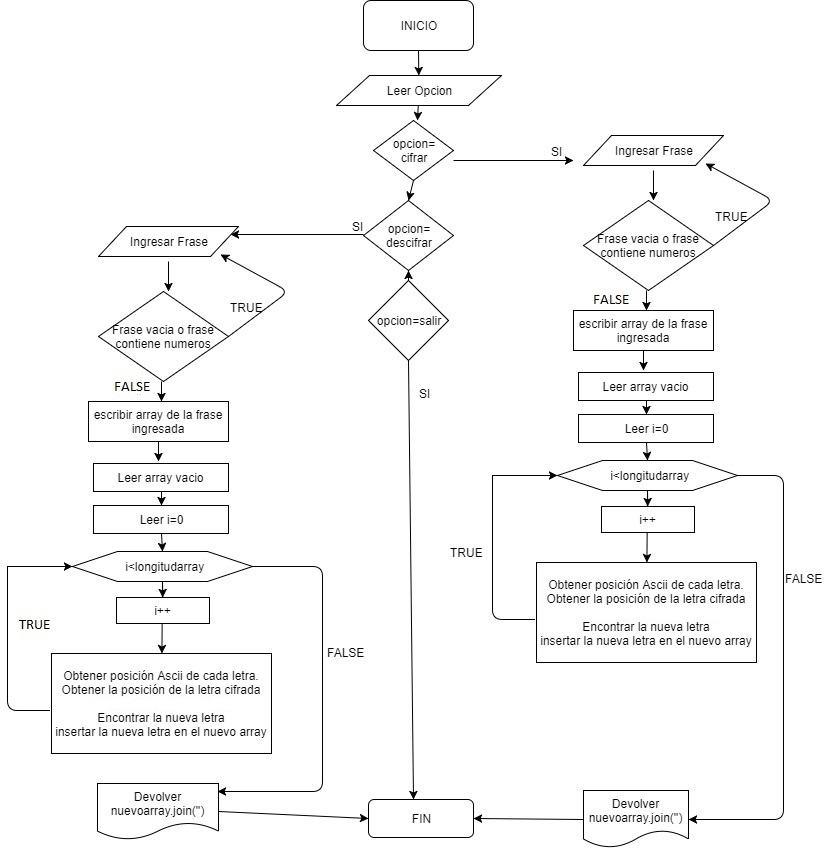 INICIO
Leer Opcion
opcion=
cifrar
SI
Ingresar Frase
TRUE
Frase vacia o frase
contiene numeros
FALSE
escribir array de la frase
ingresada
Leer array vacio
Leer i=0
i<longitudarray
i++
TRUE
FALSE
Obtener posición Ascii de cada letra.
Obtener la posición de la letra cifrada
Encontrar la nueva letra
insertar la nueva letra en el nuevo array
Devolver
nuevoarray.join('')
opcion=
descifrar
SI
Ingresar Frase
TRUE
Frase vacia o frase
contiene numeros
FALSE
escribir array de la frase
ingresada
Leer array vacio
Leer i=0
i<longitudarray
i++
TRUE
FALSE
Obtener posición Ascii de cada letra.
Obtener la posición de la letra cifrada
Encontrar la nueva letra
insertar la nueva letra en el nuevo array
Devolver
nuevoarray.join('')
opcion=salir
SI
FIN